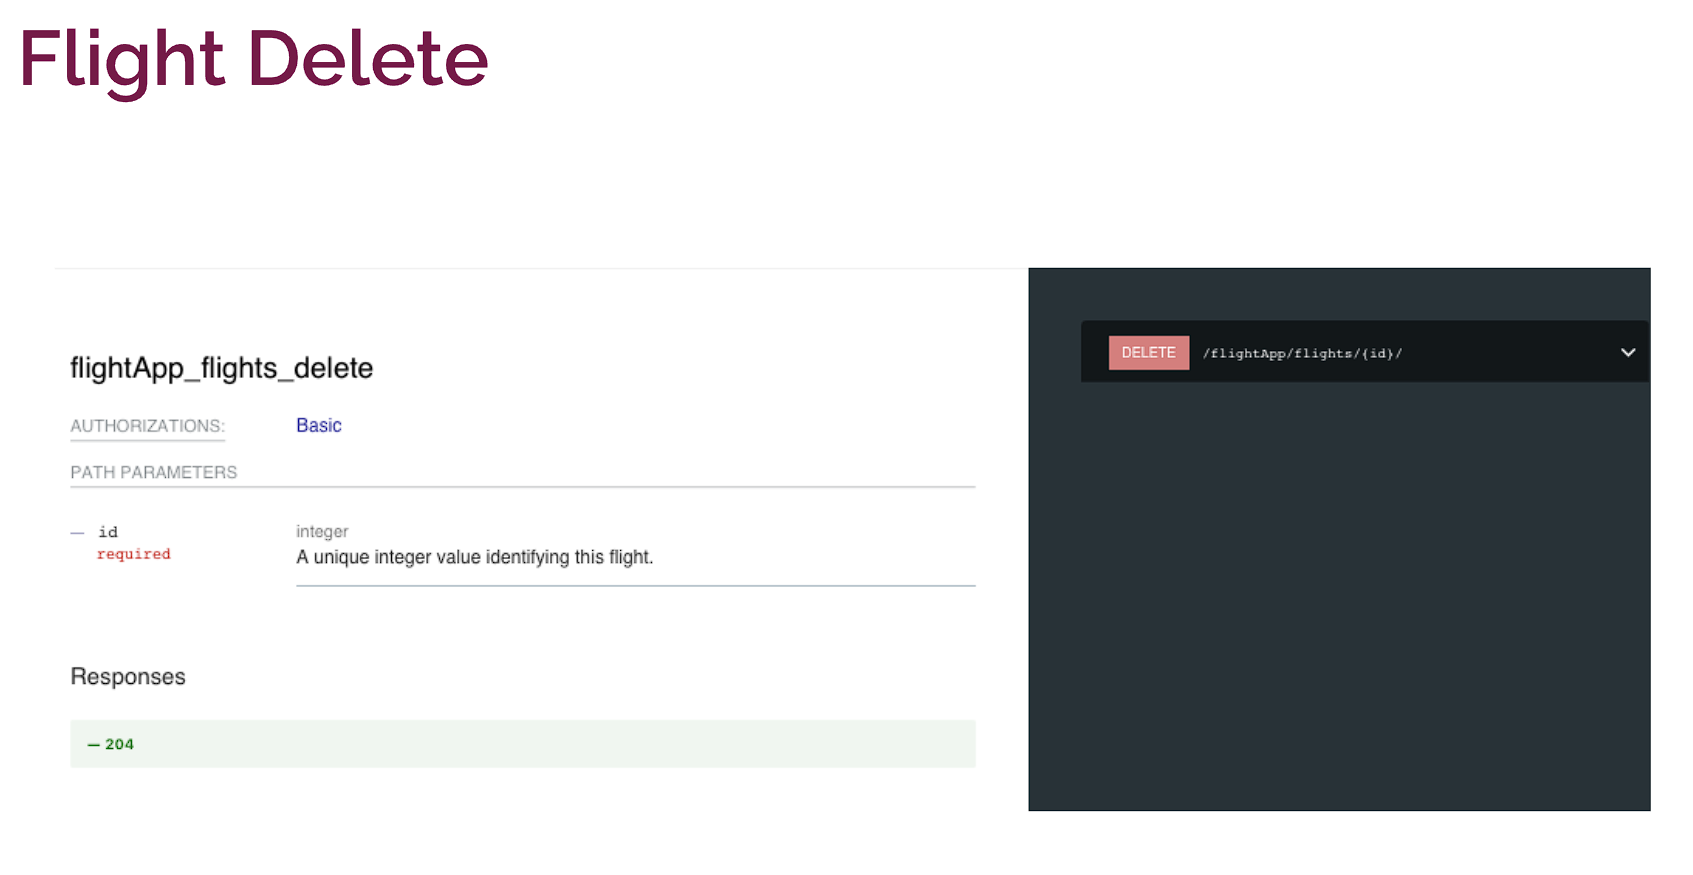 Flight Delete
flightApp_flights_delete
AUTHORIZATIONS: Basic
PATH PARAMETERS
— id integer
required A unique integer value identifying this flight.
Responses
— 204
DELETE /flightApp/flights/{id}/